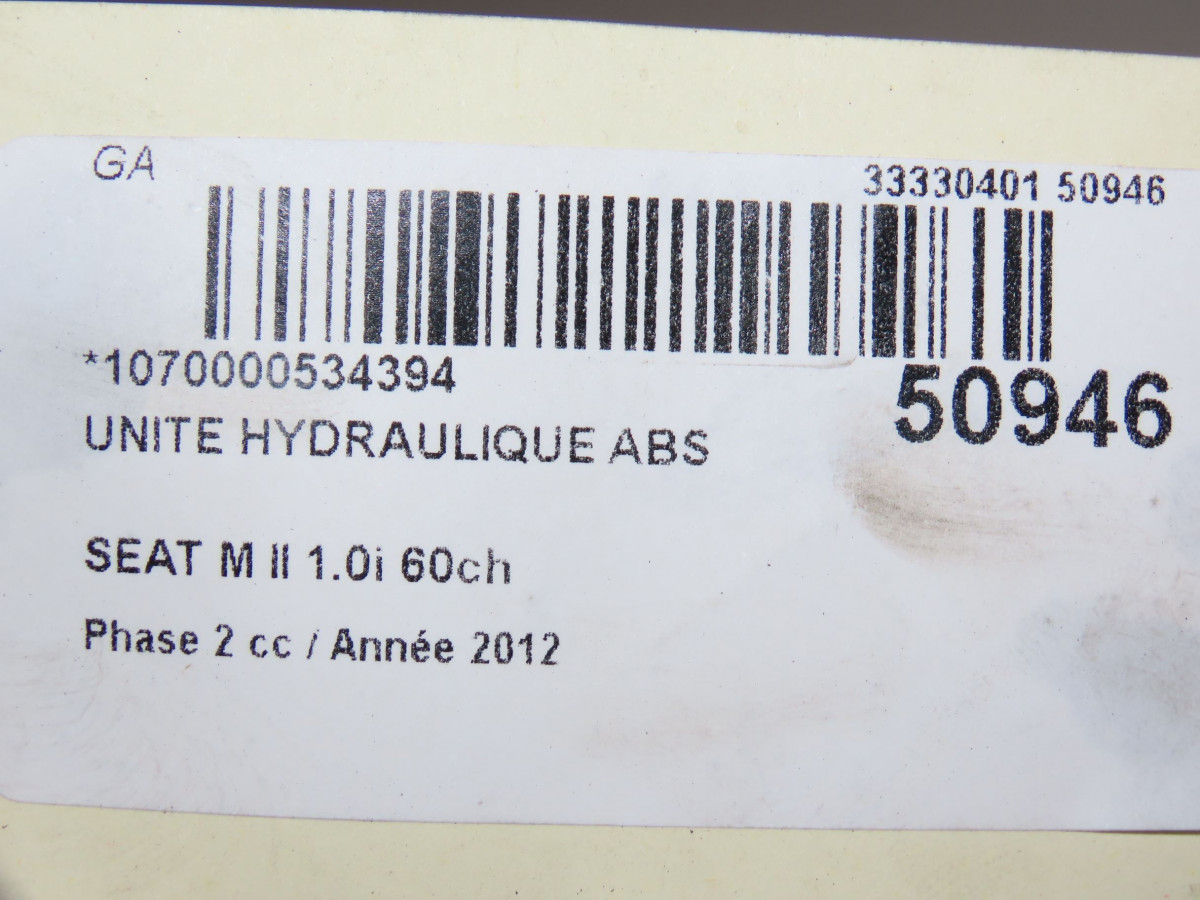 GA
33330401 50946
*1070000534394
50946
UNITE HYDRAULIQUE ABS
SEAT M II 1.0i 60ch
Phase 2 cc / Année 2012